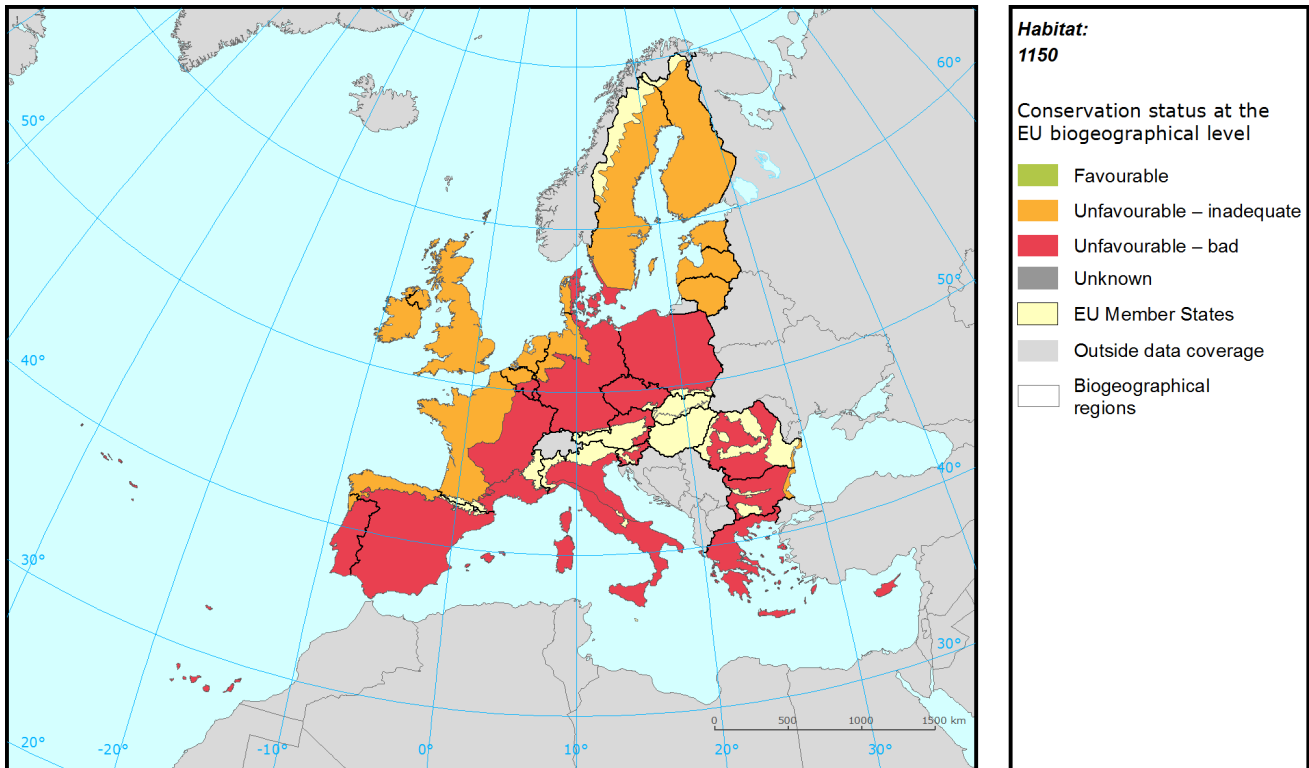 Habitat:
1150
Conservation status at the
EU biogeographical level
Favourable
Unfavourable – inadequate
Unfavourable – bad
Unknown
EU Member States
Outside data coverage
Biogeographical
regions
60°
50°
50°
40°
40°
30°
30°
0 500 1000 1500 km
20° -20° -10° 0° 10° 20° 30°